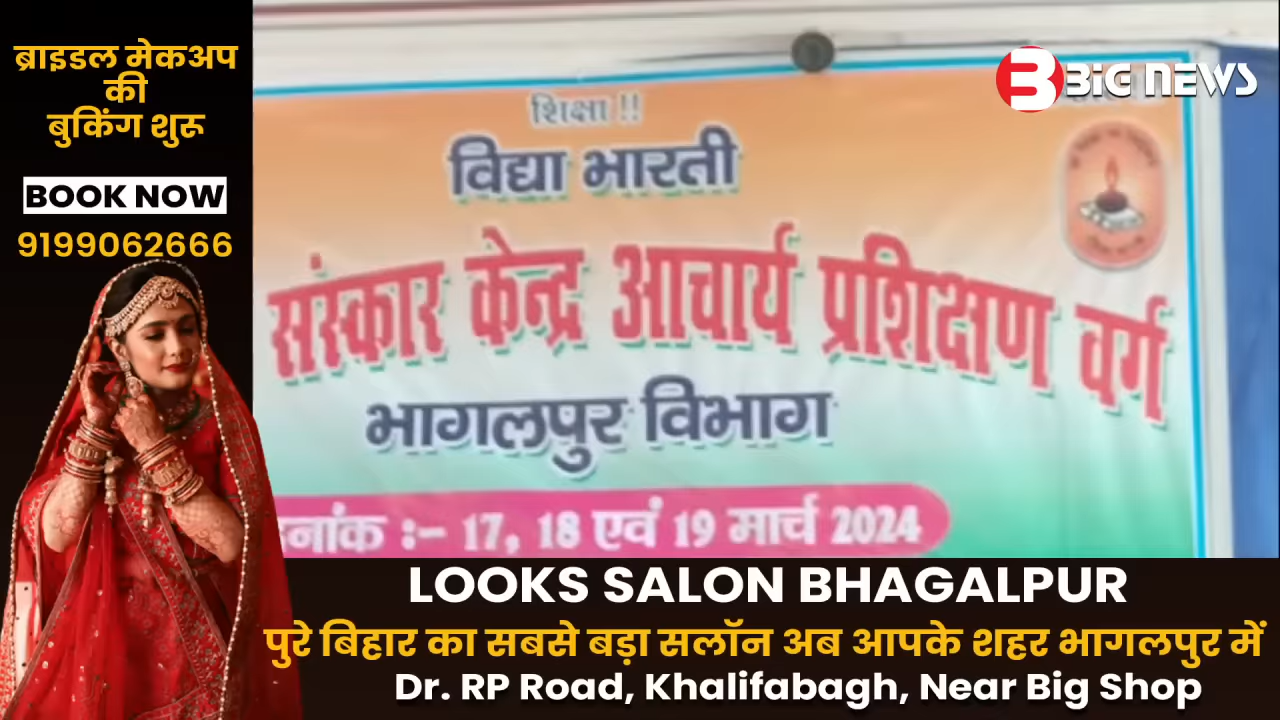 ब्राइडल मेकअप
की
बुकिंग शुरू
BOOK NOW
9199062666
BIG NEWS
शिक्षा !!
विद्या भारती
संस्कार केन्द्र आचार्य प्रशिक्षण वर्ग
भागलपुर विभाग
नांक :- 17, 18 एवं 19 मार्च 2024
LOOKS SALON BHAGALPUR
पुरे बिहार का सबसे बड़ा सलॉन अब आपके शहर भागलपुर में
Dr. RP Road, Khalifabagh, Near Big Shop